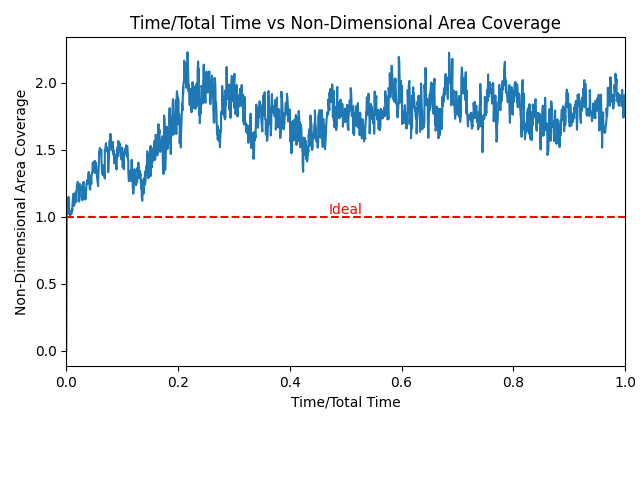 Time/Total Time vs Non-Dimensional Area Coverage
Non-Dimensional Area Coverage
2.0
1.5
1.0
0.5
0.0
Ideal
0.0 0.2 0.4 0.6 0.8 1.0
Time/Total Time